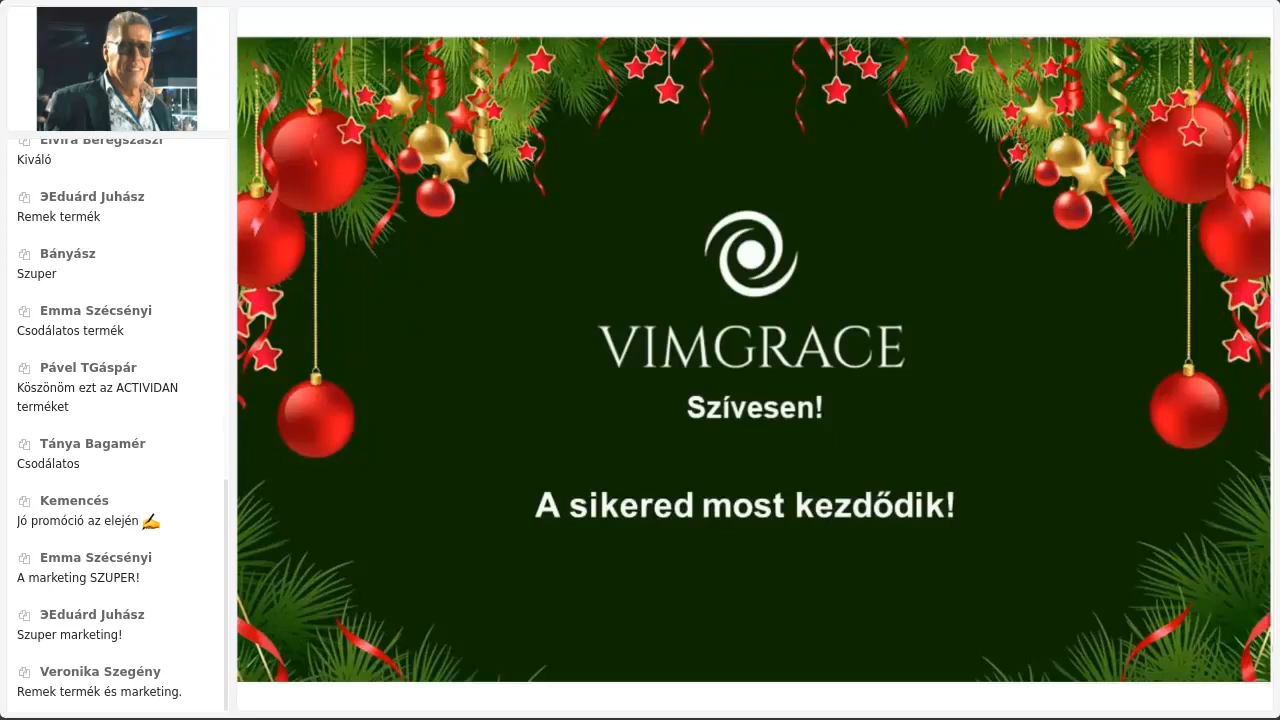 Elvira Beregszászi
Kiváló
ЭEduárd Juhász
Remek termék
Bányász
Szuper
Emma Szécsényi
Csodálatos termék
Pável TGáspár
Köszönöm ezt az ACTIVIDAN
terméket
Tánya Bagamér
Csodálatos
Kemencés
Jó promóció az elején ✍
Emma Szécsényi
A marketing SZUPER!
ЭEduárd Juhász
Szuper marketing!
Veronika Szegény
Remek termék és marketing.
VIMGRACE
Szívesen!
A sikered most kezdődik!